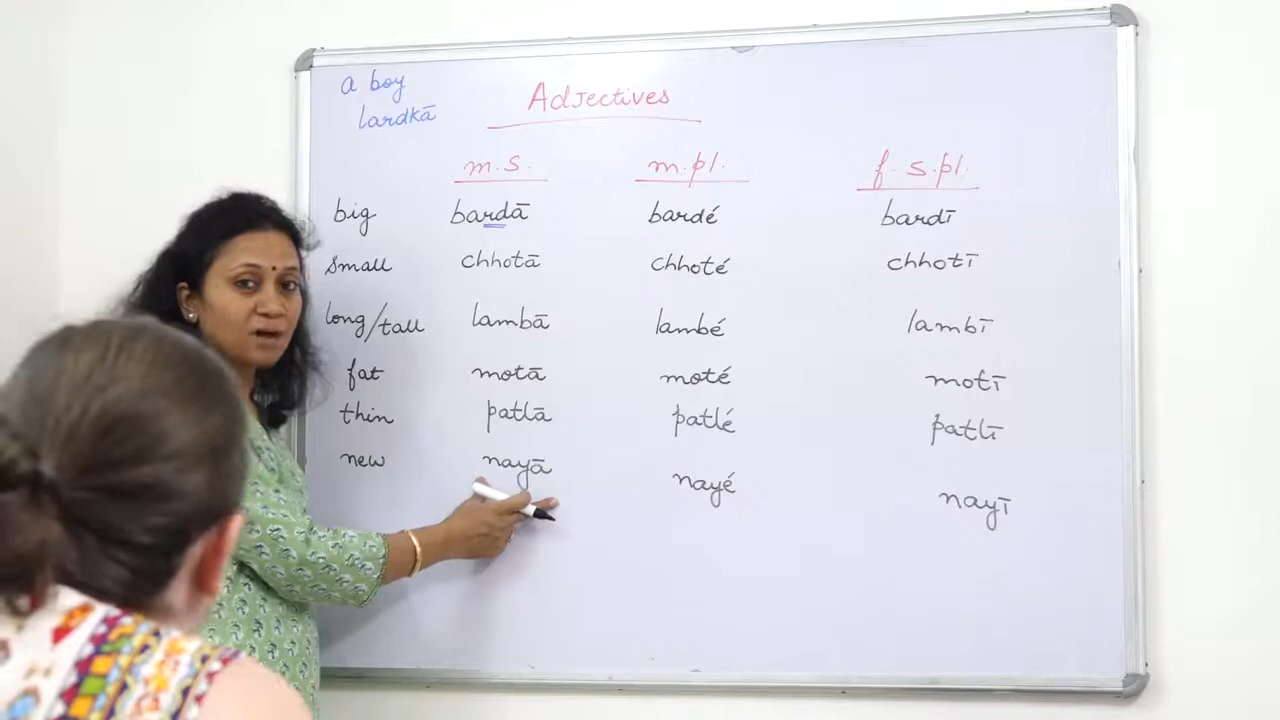 a boy
lardkā
Adjectives
m.s. m.pl. f.s.pl.
big bardā bardé bardī
small chhotā chhoté chhotī
long/tall lambā lambé lambī
fat motā moté motī
thin patlā patlé patlī
new nayā nayé nayī